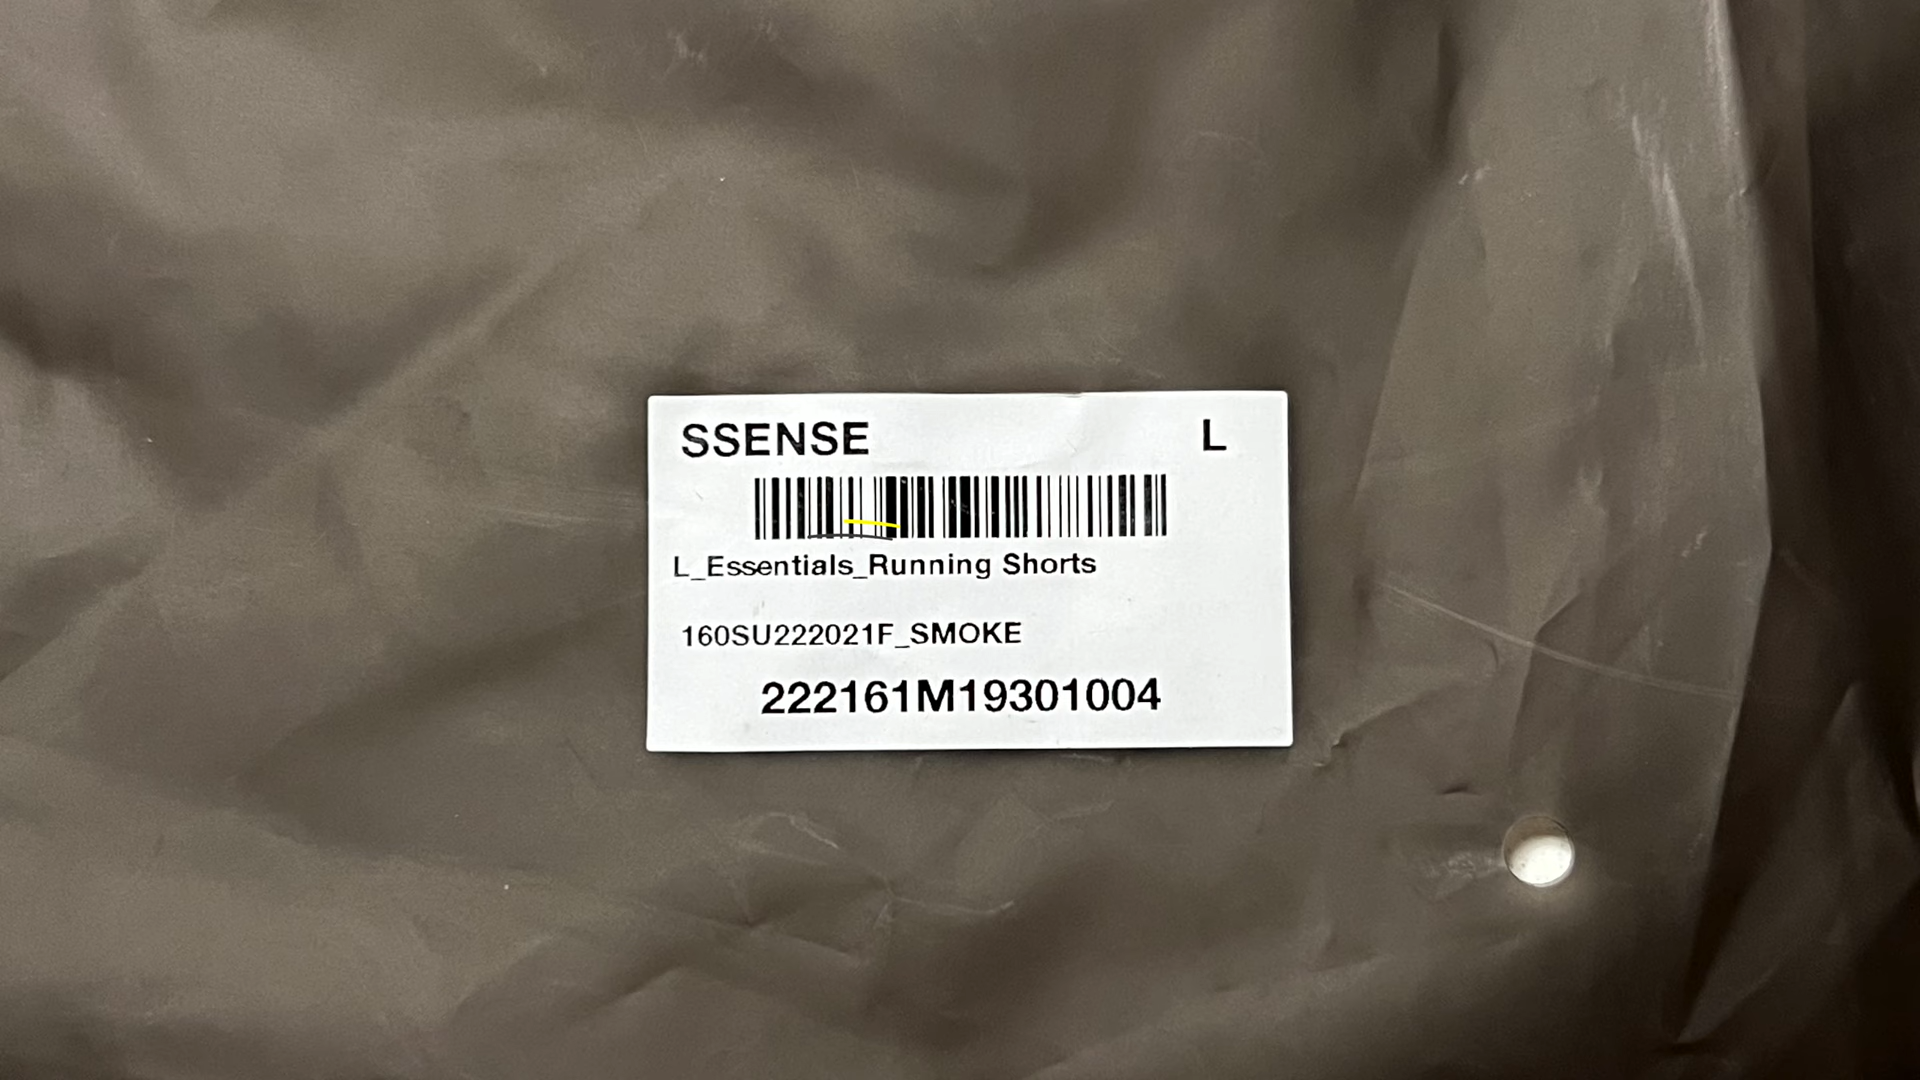 SSENSE L
L_Essentials_Running Shorts
160SU222021F_SMOKE
222161M19301004